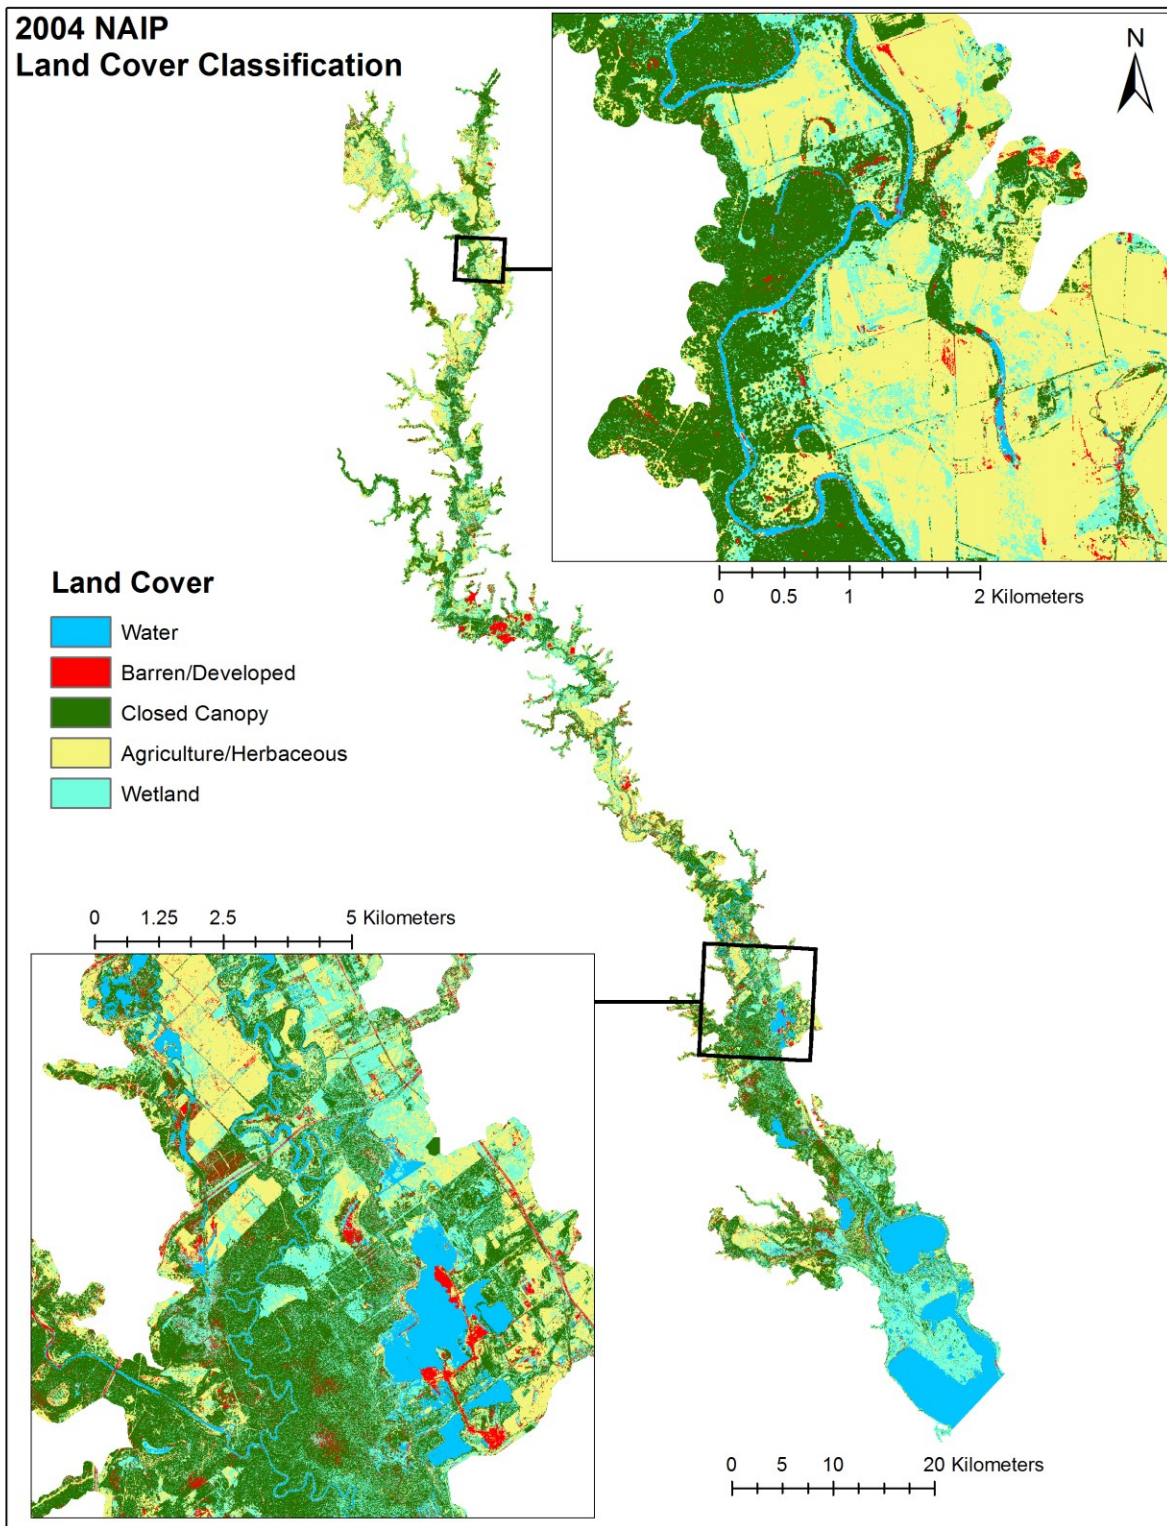 2004 NAIP
Land Cover Classification
N
0 0.5 1 2 Kilometers
Land Cover
Water
Barren/Developed
Closed Canopy
Agriculture/Herbaceous
Wetland
0 1.25 2.5 5 Kilometers
0 5 10 20 Kilometers